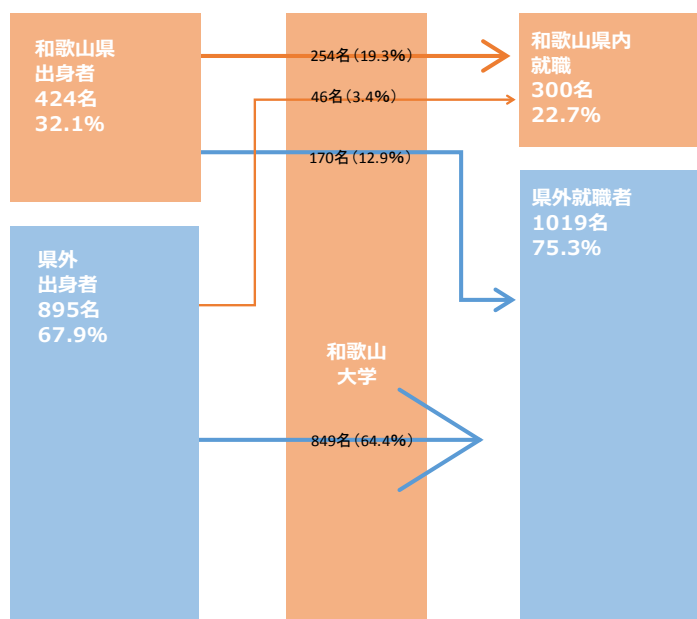 和歌山県
出身者
424名
32.1%
254名(19.3%)
46名(3.4%)
170名(12.9%)
和歌山県内
就職
300名
22.7%
県外就職者
1019名
75.3%
県外
出身者
895名
67.9%
和歌山
大学
849名(64.4%)